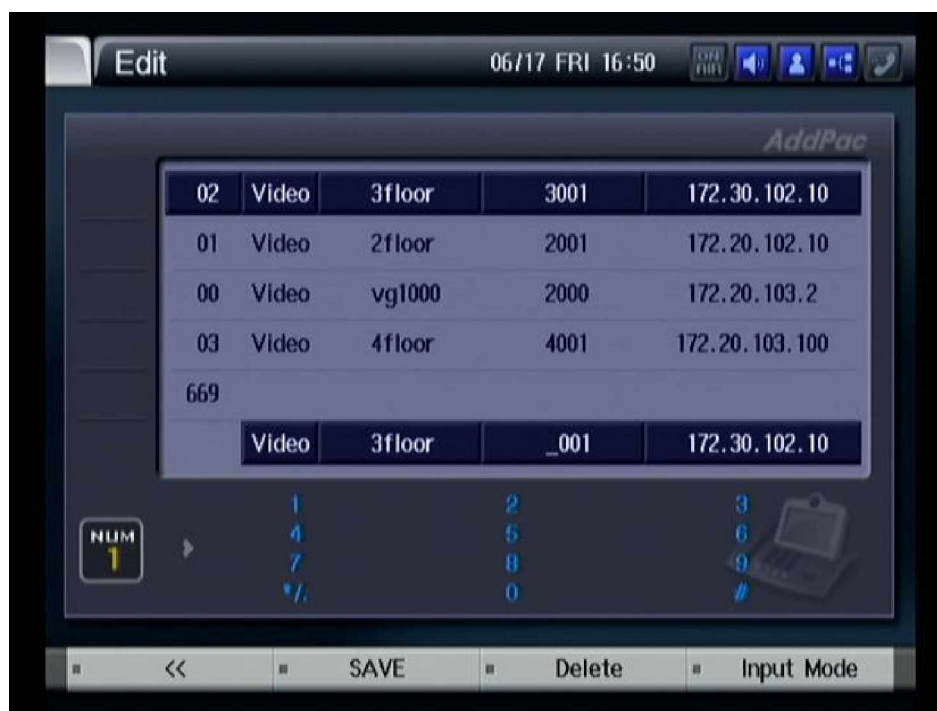 Edit 06/17 FRI 16:50 ON AIR
AddPac
02 Video 3floor 3001 172.30.102.10
01 Video 2floor 2001 172.20.102.10
00 Video vg1000 2000 172.20.103.2
03 Video 4floor 4001 172.20.103.100
669
Video 3floor _001 172.30.102.10
1 2 3
NUM 4 5 6
1 7 8 9
*/. 0 #
<< SAVE Delete Input Mode